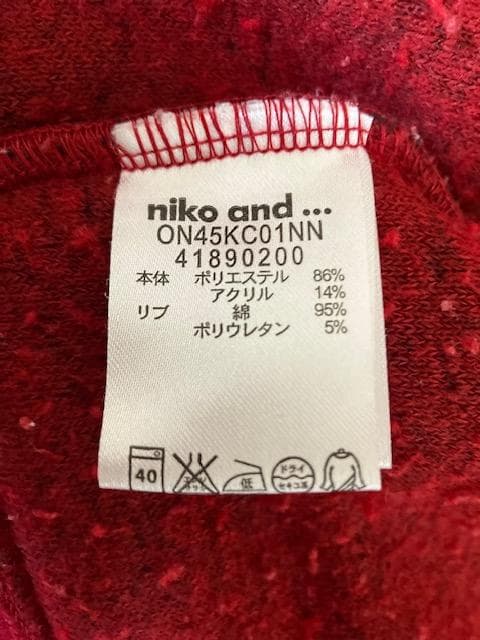 niko and ...
ON45KC01NN
41890200
本体 ポリエステル 86%
アクリル 14%
リブ 綿 95%
ポリウレタン 5%
40 低 ドライ
セキユ系